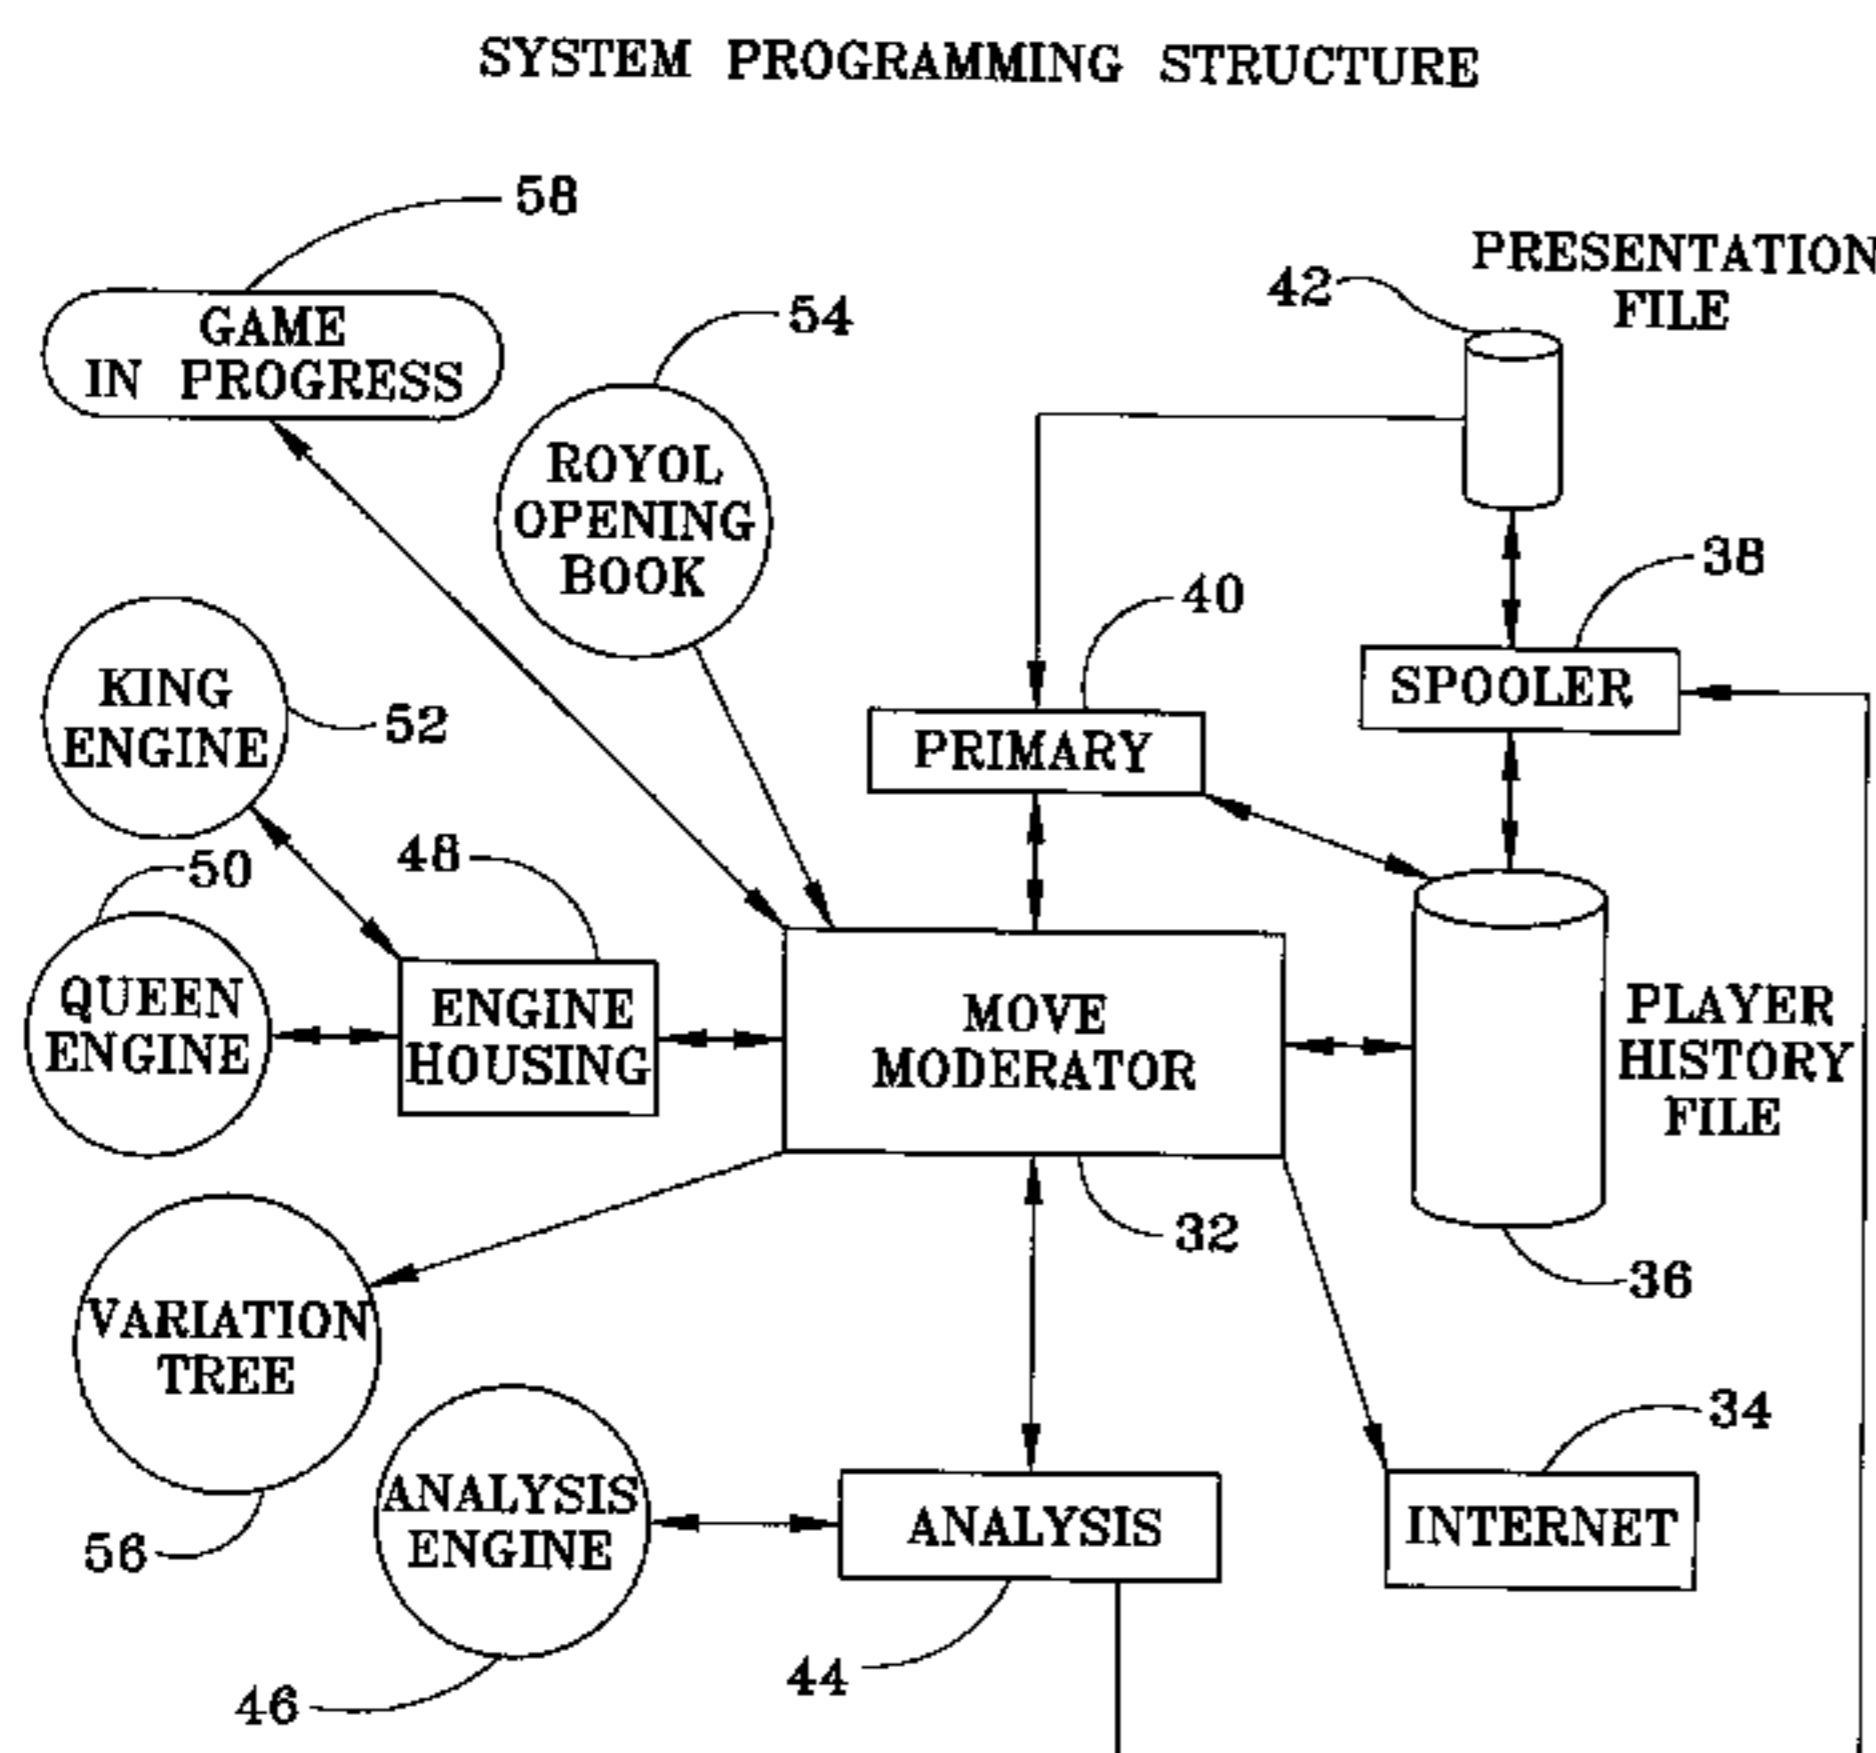 SYSTEM PROGRAMMING STRUCTURE
58
GAME
IN PROGRESS
54
ROYOL
OPENING
BOOK
42
PRESENTATION
FILE
38
SPOOLER
40
PRIMARY
KING
ENGINE
52
50
QUEEN
ENGINE
48
ENGINE
HOUSING
MOVE
MODERATOR
32
PLAYER
HISTORY
FILE
36
VARIATION
TREE
56
ANALYSIS
ENGINE
46
ANALYSIS
44
34
INTERNET